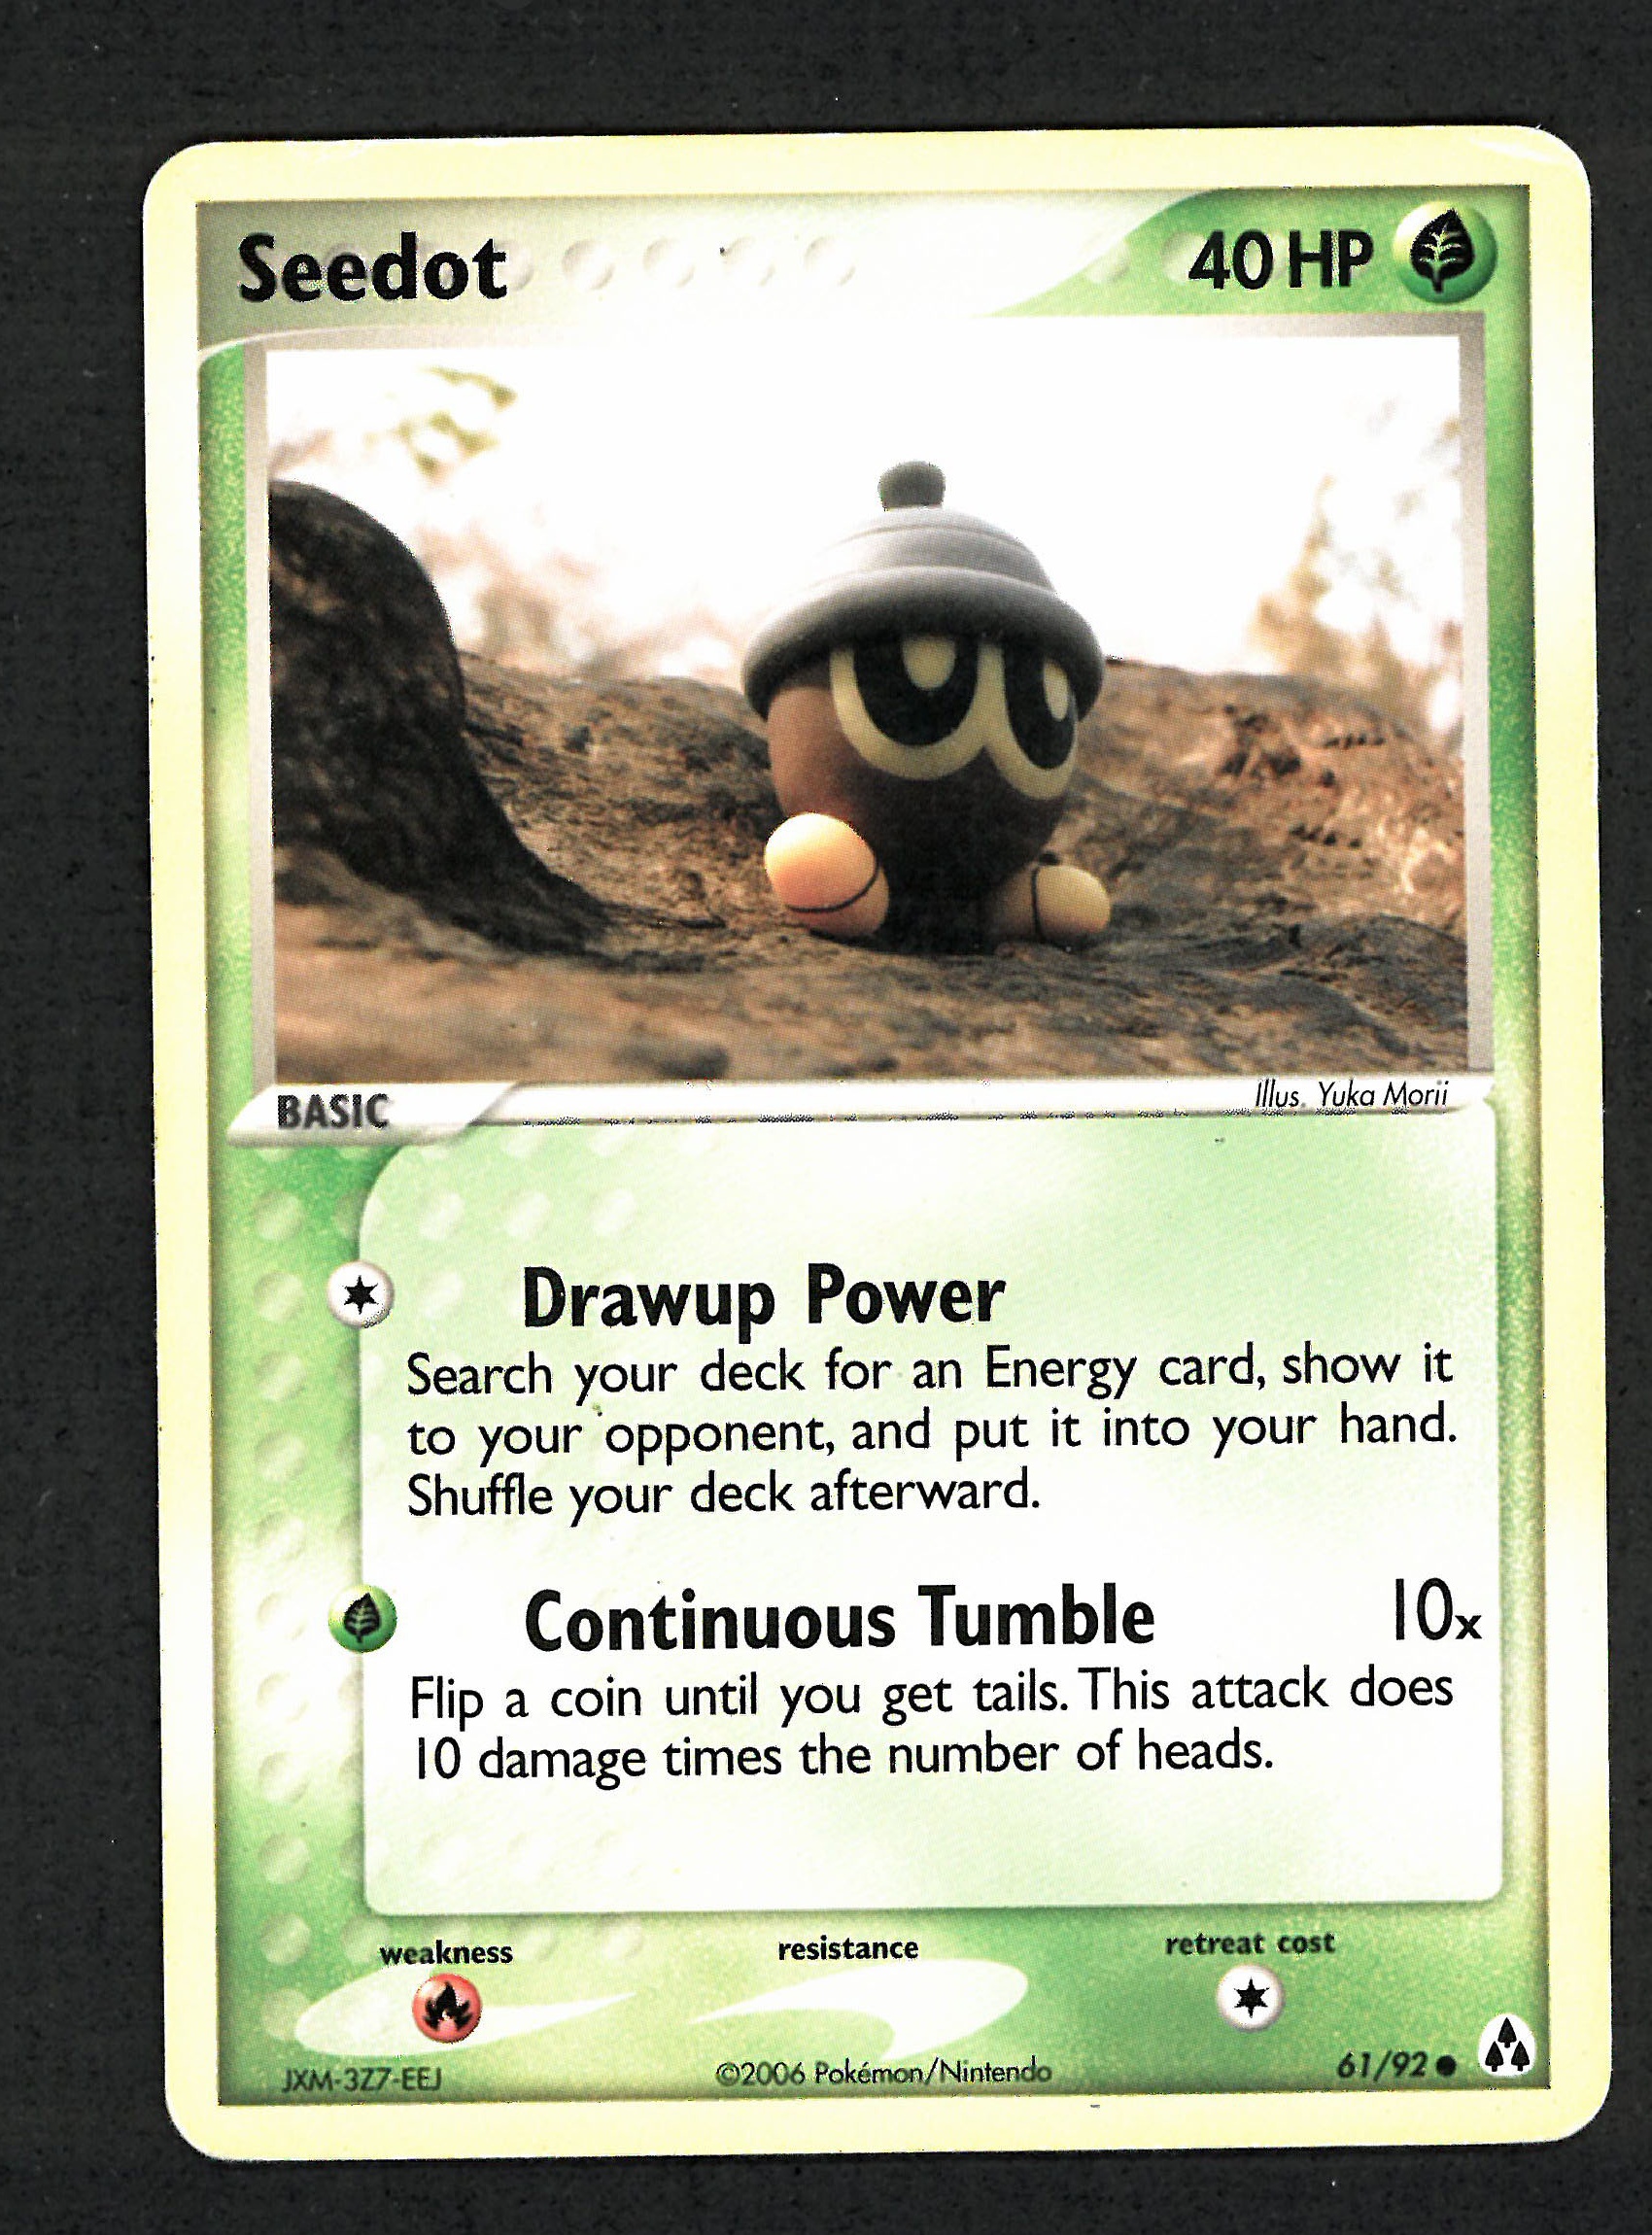 Seedot 40 HP
BASIC
Illus. Yuka Morii
Drawup Power
Search your deck for an Energy card, show it
to your opponent, and put it into your hand.
Shuffle your deck afterward.
Continuous Tumble 10x
Flip a coin until you get tails. This attack does
10 damage times the number of heads.
weakness resistance retreat cost
JXM-3Z7-EEJ ©2006 Pokémon/Nintendo 61/92